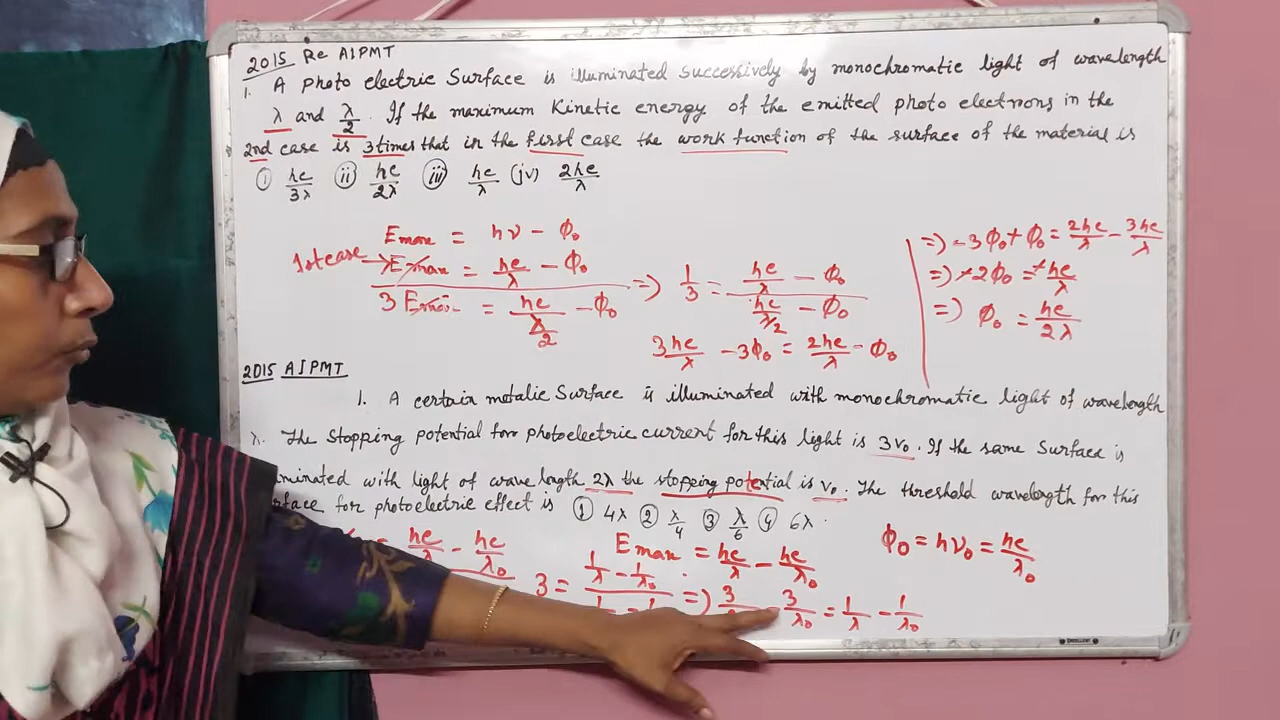 2015 Re AIPMT
1. A photo electric Surface is illuminated successively by monochromatic light of wavelength
λ and λ/2. If the maximum Kinetic energy of the emitted photo electrons in the
2nd case is 3 times that in the first case the work function of the surface of the material is
(i) hc/3λ (ii) hc/2λ (iii) hc/λ (iv) 2hc/λ
Emax = hν - Φ₀
1st case → Emax = hc/λ - Φ₀
3 Emax = hc/(λ/2) - Φ₀
=> 1/3 = (hc/λ - Φ₀)/(hc/(λ/2) - Φ₀)
3hc/λ - 3Φ₀ = 2hc/λ - Φ₀
=> -3Φ₀ + Φ₀ = 2hc/λ - 3hc/λ
=> -2Φ₀ = -hc/λ
=> Φ₀ = hc/2λ
2015 AIPMT
1. A certain metalic Surface is illuminated with monochromatic light of wavelength
λ. The stopping potential for photoelectric current for this light is 3V₀. If the same Surface is
minated with light of wave length 2λ the stopping potential is V₀. The threshold wavelength for this
rface for photoelectric effect is ① 4λ ② λ/4 ③ λ/6 ④ 6λ.
Emax = hc/λ - hc/λ₀
Φ₀ = hν₀ = hc/λ₀
= hc/λ - hc/λ₀
3 = 1/λ - 1/λ₀
=> 3 - 3/λ₀ = 1/λ - 1/λ₀